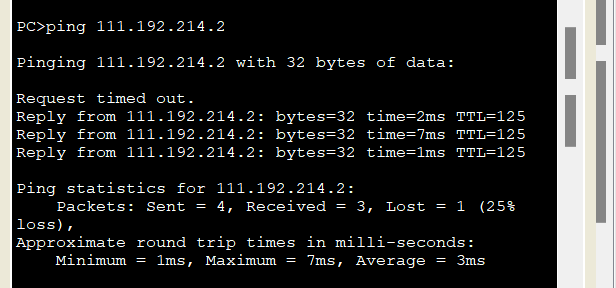 PC>ping 111.192.214.2
Pinging 111.192.214.2 with 32 bytes of data:
Request timed out.
Reply from 111.192.214.2: bytes=32 time=2ms TTL=125
Reply from 111.192.214.2: bytes=32 time=7ms TTL=125
Reply from 111.192.214.2: bytes=32 time=1ms TTL=125
Ping statistics for 111.192.214.2:
Packets: Sent = 4, Received = 3, Lost = 1 (25%
loss),
Approximate round trip times in milli-seconds:
Minimum = 1ms, Maximum = 7ms, Average = 3ms